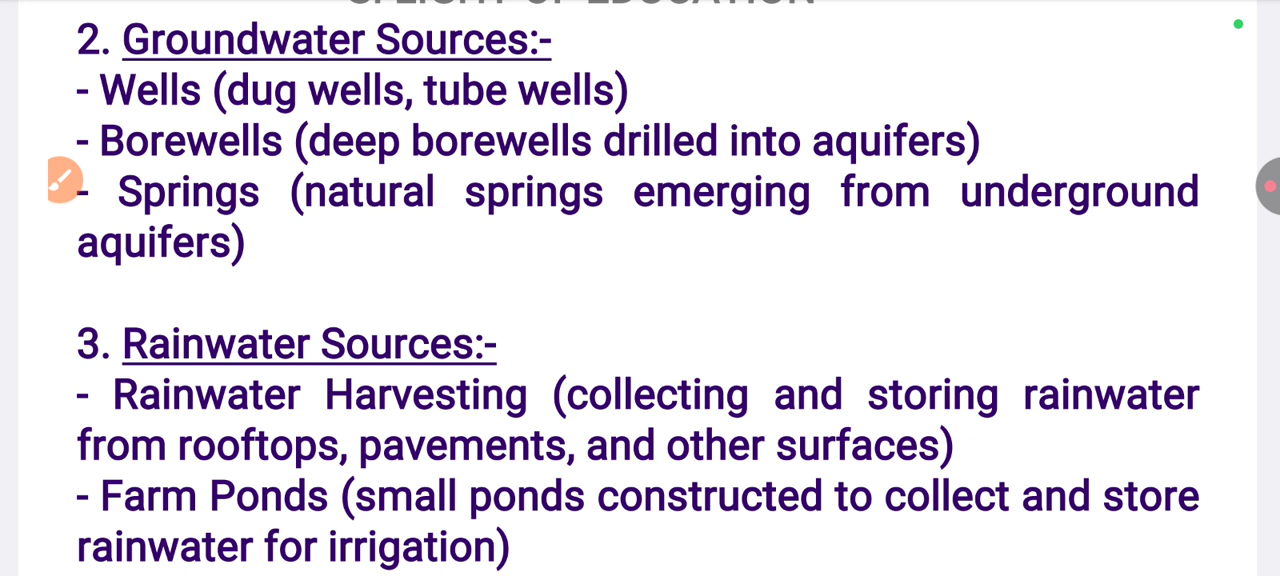 2. Groundwater Sources:-
- Wells (dug wells, tube wells)
- Borewells (deep borewells drilled into aquifers)
- Springs (natural springs emerging from underground
aquifers)
3. Rainwater Sources:-
- Rainwater Harvesting (collecting and storing rainwater
from rooftops, pavements, and other surfaces)
- Farm Ponds (small ponds constructed to collect and store
rainwater for irrigation)